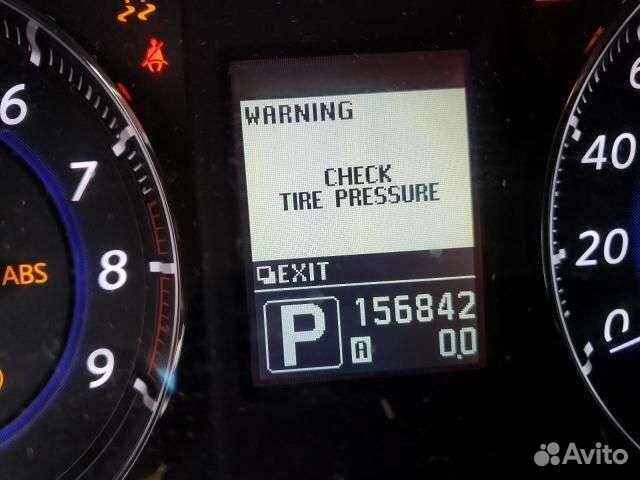 WARNING
CHECK
TIRE PRESSURE
EXIT
P
156842
A 0.0
6
7
8
9
ABS
40
20
0
Avito